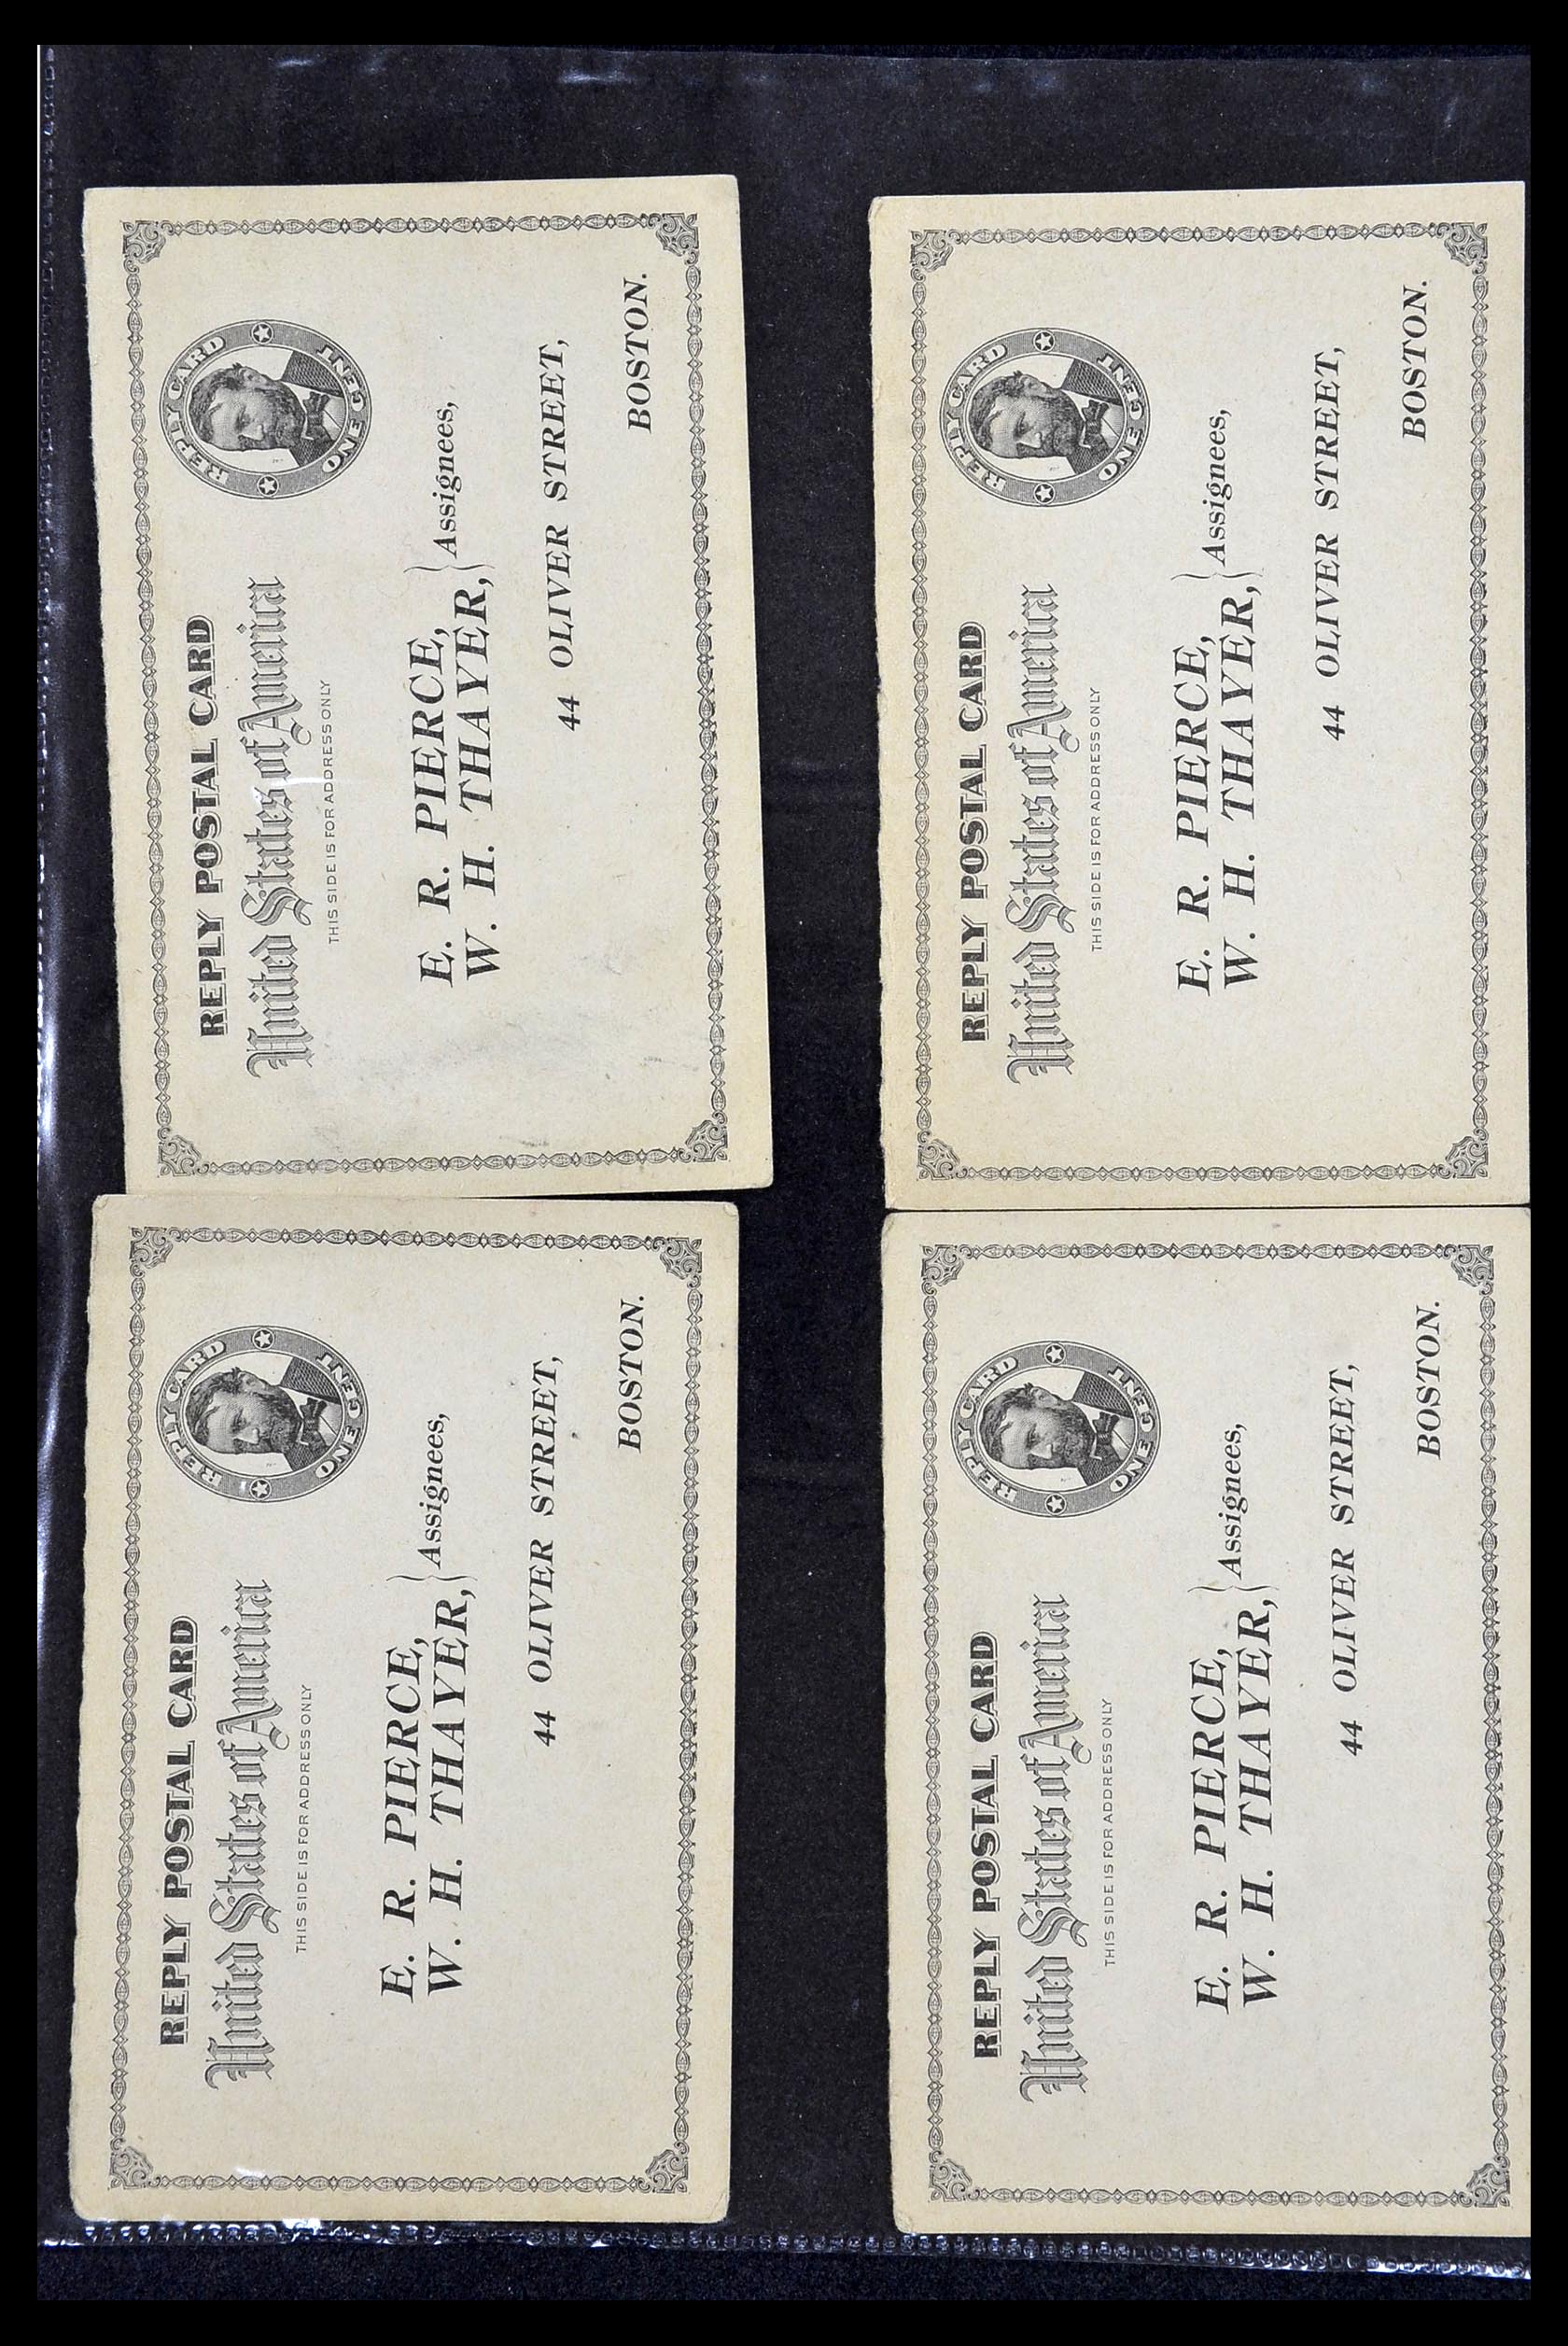 REPLY POSTAL CARD
United States of America
THIS SIDE IS FOR ADDRESS ONLY
REPLY CARD
ONE CENT
E. R. PIERCE,
W. H. THAYER,
} Assignees,
44 OLIVER STREET,
BOSTON.
REPLY POSTAL CARD
United States of America
THIS SIDE IS FOR ADDRESS ONLY
REPLY CARD
ONE CENT
E. R. PIERCE,
W. H. THAYER,
} Assignees,
44 OLIVER STREET,
BOSTON.
REPLY POSTAL CARD
United States of America
THIS SIDE IS FOR ADDRESS ONLY
REPLY CARD
ONE CENT
E. R. PIERCE,
W. H. THAYER,
} Assignees,
44 OLIVER STREET,
BOSTON.
REPLY POSTAL CARD
United States of America
THIS SIDE IS FOR ADDRESS ONLY
REPLY CARD
ONE CENT
E. R. PIERCE,
W. H. THAYER,
} Assignees,
44 OLIVER STREET,
BOSTON.